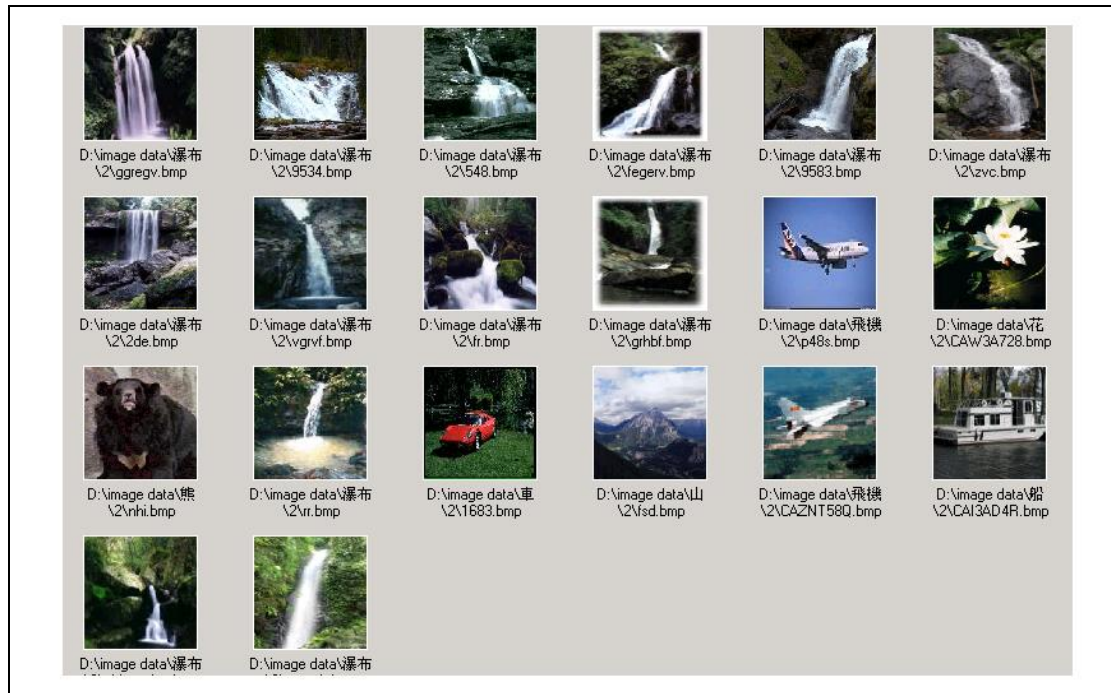 D:\image data\瀑布
\2\ggregv.bmp
D:\image data\瀑布
\2\9534.bmp
D:\image data\瀑布
\2\548.bmp
D:\image data\瀑布
\2\fegerv.bmp
D:\image data\瀑布
\2\9583.bmp
D:\image data\瀑布
\2\zvc.bmp
D:\image data\瀑布
\2\2de.bmp
D:\image data\瀑布
\2\vgrvf.bmp
D:\image data\瀑布
\2\fr.bmp
D:\image data\瀑布
\2\grhbf.bmp
D:\image data\飛機
\2\p48s.bmp
D:\image data\花
\2\CAW3A728.bmp
D:\image data\熊
\2\nhi.bmp
D:\image data\瀑布
\2\rr.bmp
D:\image data\車
\2\1683.bmp
D:\image data\山
\2\fsd.bmp
D:\image data\飛機
\2\CAZNT58Q.bmp
D:\image data\船
\2\CAI3AD4R.bmp
D:\image data\瀑布
D:\image data\瀑布